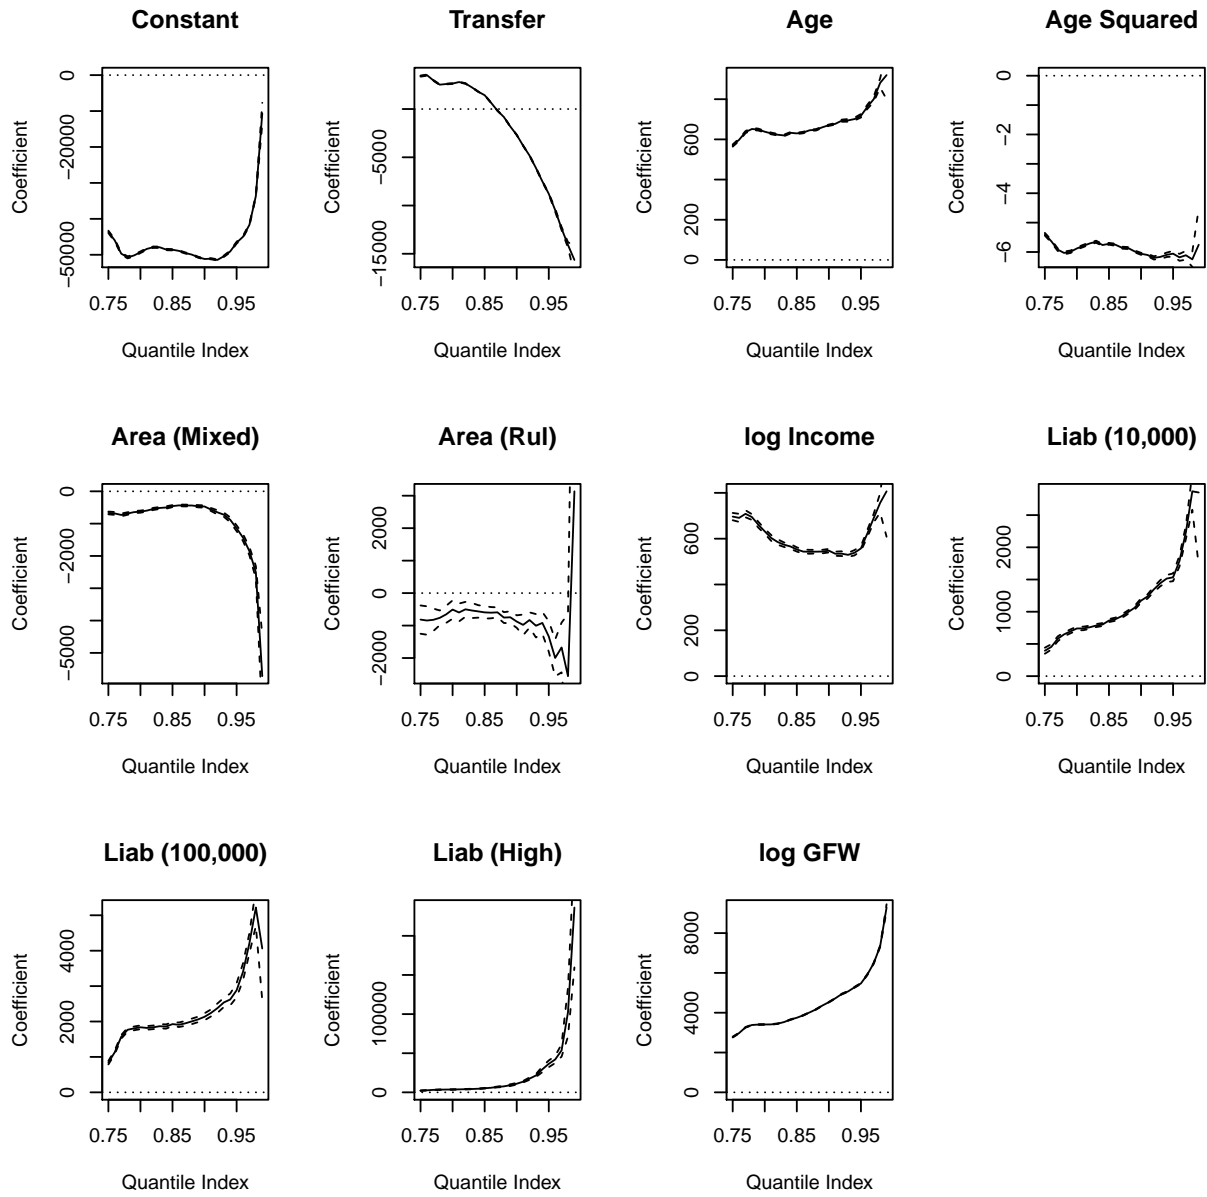 Constant
Transfer
Age
Age Squared
Coefficient
−50000
−20000
0
Coefficient
−15000
−5000
Coefficient
0
200
600
Coefficient
−6
−4
−2
0
0.75
0.85
0.95
0.75
0.85
0.95
0.75
0.85
0.95
0.75
0.85
0.95
Quantile Index
Quantile Index
Quantile Index
Quantile Index
Area (Mixed)
Area (Rul)
log Income
Liab (10,000)
Coefficient
−5000
−2000
0
Coefficient
−2000
0
2000
Coefficient
0
200
600
Coefficient
0
1000
2000
0.75
0.85
0.95
0.75
0.85
0.95
0.75
0.85
0.95
0.75
0.85
0.95
Quantile Index
Quantile Index
Quantile Index
Quantile Index
Liab (100,000)
Liab (High)
log GFW
Coefficient
0
2000
4000
Coefficient
0
100000
Coefficient
0
4000
8000
0.75
0.85
0.95
0.75
0.85
0.95
0.75
0.85
0.95
Quantile Index
Quantile Index
Quantile Index